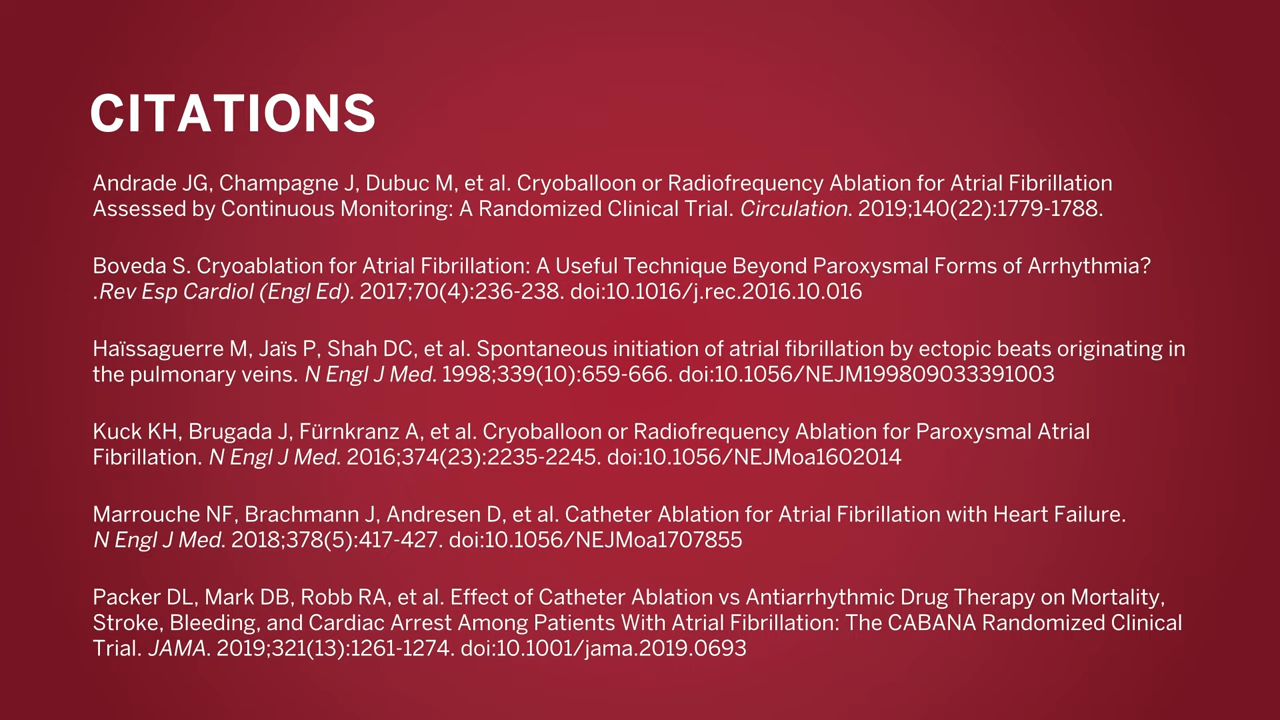 CITATIONS
Andrade JG, Champagne J, Dubuc M, et al. Cryoballoon or Radiofrequency Ablation for Atrial Fibrillation
Assessed by Continuous Monitoring: A Randomized Clinical Trial. Circulation. 2019;140(22):1779-1788.
Boveda S. Cryoablation for Atrial Fibrillation: A Useful Technique Beyond Paroxysmal Forms of Arrhythmia?
.Rev Esp Cardiol (Engl Ed). 2017;70(4):236-238. doi:10.1016/j.rec.2016.10.016
Haïssaguerre M, Jaïs P, Shah DC, et al. Spontaneous initiation of atrial fibrillation by ectopic beats originating in
the pulmonary veins. N Engl J Med. 1998;339(10):659-666. doi:10.1056/NEJM199809033391003
Kuck KH, Brugada J, Fürnkranz A, et al. Cryoballoon or Radiofrequency Ablation for Paroxysmal Atrial
Fibrillation. N Engl J Med. 2016;374(23):2235-2245. doi:10.1056/NEJMoa1602014
Marrouche NF, Brachmann J, Andresen D, et al. Catheter Ablation for Atrial Fibrillation with Heart Failure.
N Engl J Med. 2018;378(5):417-427. doi:10.1056/NEJMoa1707855
Packer DL, Mark DB, Robb RA, et al. Effect of Catheter Ablation vs Antiarrhythmic Drug Therapy on Mortality,
Stroke, Bleeding, and Cardiac Arrest Among Patients With Atrial Fibrillation: The CABANA Randomized Clinical
Trial. JAMA. 2019;321(13):1261-1274. doi:10.1001/jama.2019.0693